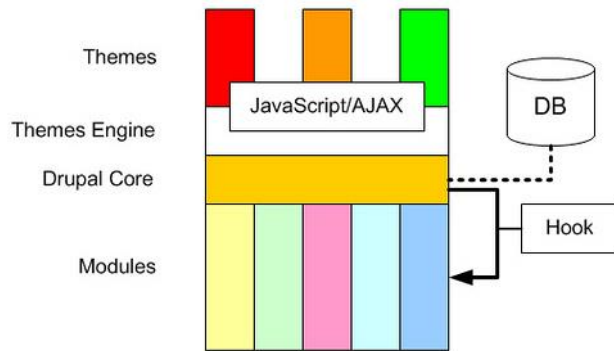 Themes
JavaScript/AJAX
DB
Themes Engine
Drupal Core
Hook
Modules